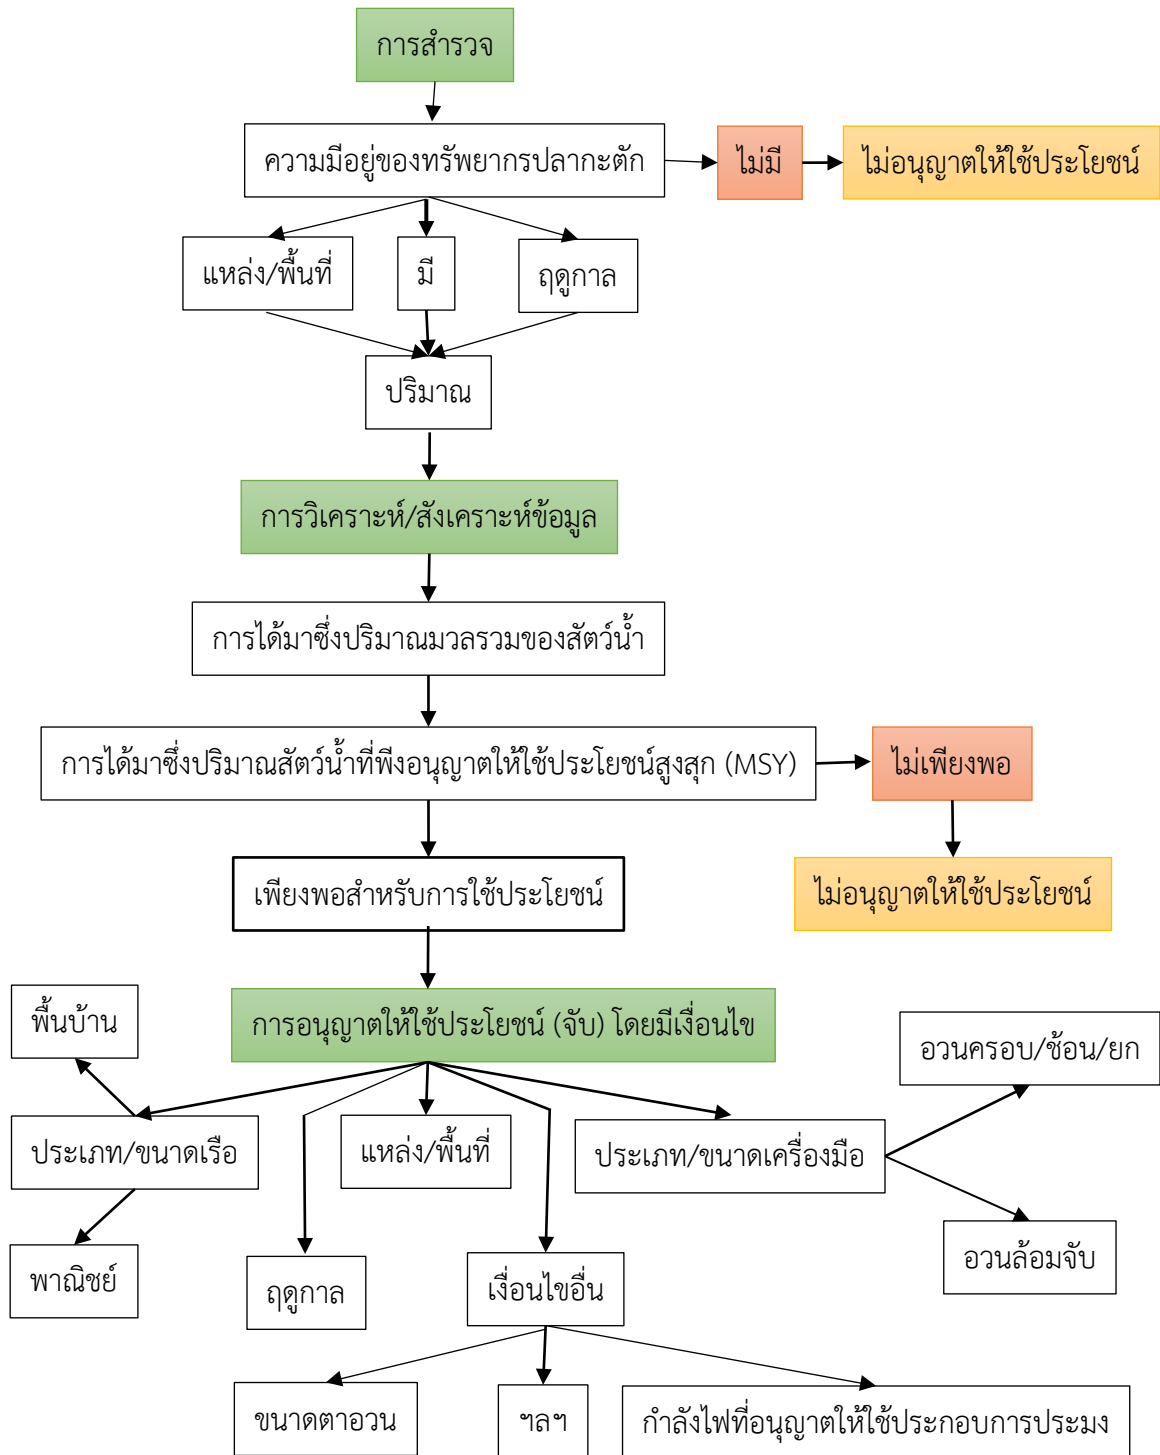 การสำรวจ
ความมีอยู่ของทรัพยากรปลากะตัก
ไม่มี
ไม่อนุญาตให้ใช้ประโยชน์
แหล่ง/พื้นที่
มี
ฤดูกาล
ปริมาณ
การวิเคราะห์/สังเคราะห์ข้อมูล
การได้มาซึ่งปริมาณมวลรวมของสัตว์น้ำ
การได้มาซึ่งปริมาณสัตว์น้ำที่พึงอนุญาตให้ใช้ประโยชน์สูงสุก (MSY)
ไม่เพียงพอ
เพียงพอสำหรับการใช้ประโยชน์
ไม่อนุญาตให้ใช้ประโยชน์
พื้นบ้าน
การอนุญาตให้ใช้ประโยชน์ (จับ) โดยมีเงื่อนไข
อวนครอบ/ช้อน/ยก
ประเภท/ขนาดเรือ
แหล่ง/พื้นที่
ประเภท/ขนาดเครื่องมือ
พาณิชย์
ฤดูกาล
เงื่อนไขอื่น
อวนล้อมจับ
ขนาดตาอวน
ฯลฯ
กำลังไฟที่อนุญาตให้ใช้ประกอบการประมง